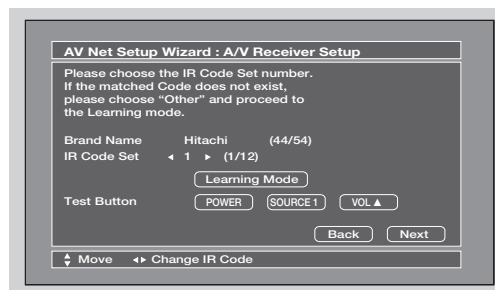 AV Net Setup Wizard : A/V Receiver Setup
Please choose the IR Code Set number.
If the matched Code does not exist,
please choose “Other” and proceed to
the Learning mode.
Brand Name Hitachi (44/54)
IR Code Set ◂ 1 ▸ (1/12)
Learning Mode
Test Button POWER SOURCE 1 VOL ▲
Back Next
Move Change IR Code